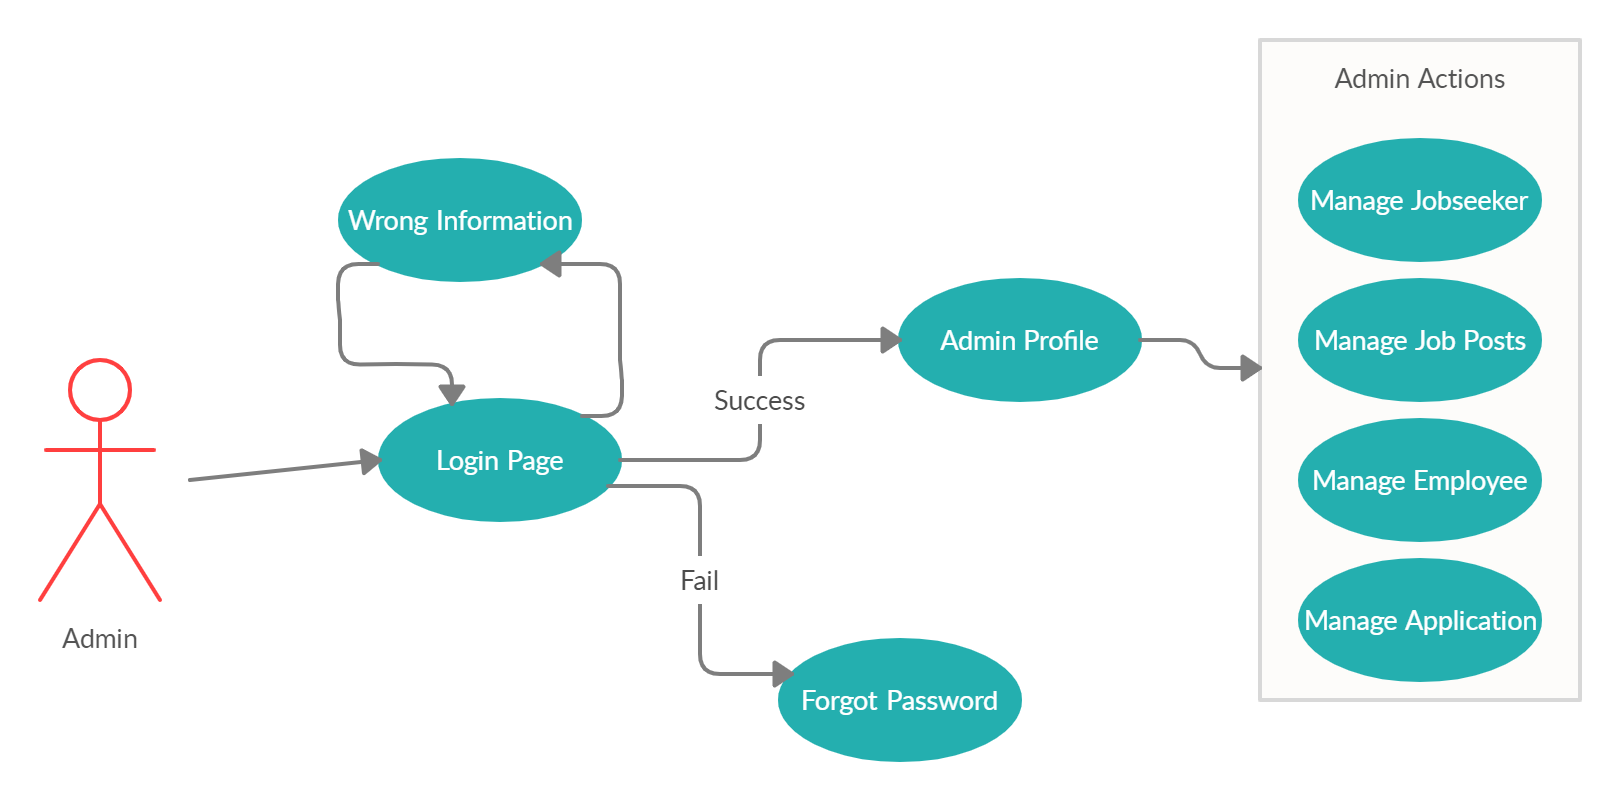 Admin Actions
Wrong Information
Manage Jobseeker
Admin Profile
Manage Job Posts
Success
Login Page
Manage Employee
Fail
Admin
Manage Application
Forgot Password